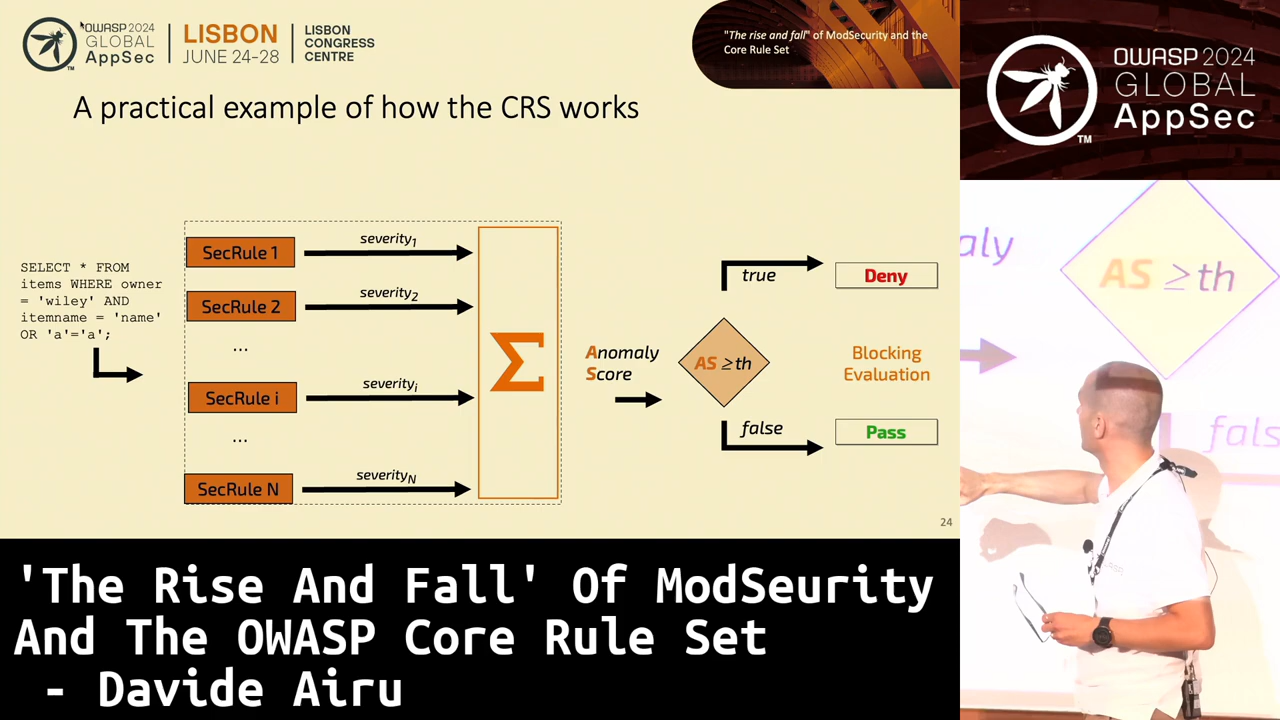 OWASP 2024
GLOBAL
AppSec
TM
LISBON
JUNE 24-28
LISBON
CONGRESS
CENTRE
"The rise and fall" of ModSecurity and the
Core Rule Set
A practical example of how the CRS works
SELECT * FROM
items WHERE owner
= 'wiley' AND
itemname = 'name'
OR 'a'='a';
SecRule 1
severity1
SecRule 2
severity2
...
SecRule i
severityi
...
SecRule N
severityN
Σ
Anomaly
Score
AS ≥ th
true
Deny
Blocking
Evaluation
false
Pass
24
OWASP 2024
GLOBAL
AppSec
TM
aly
AS ≥ th
fals
'The Rise And Fall' Of ModSeurity
And The OWASP Core Rule Set
- Davide Airu